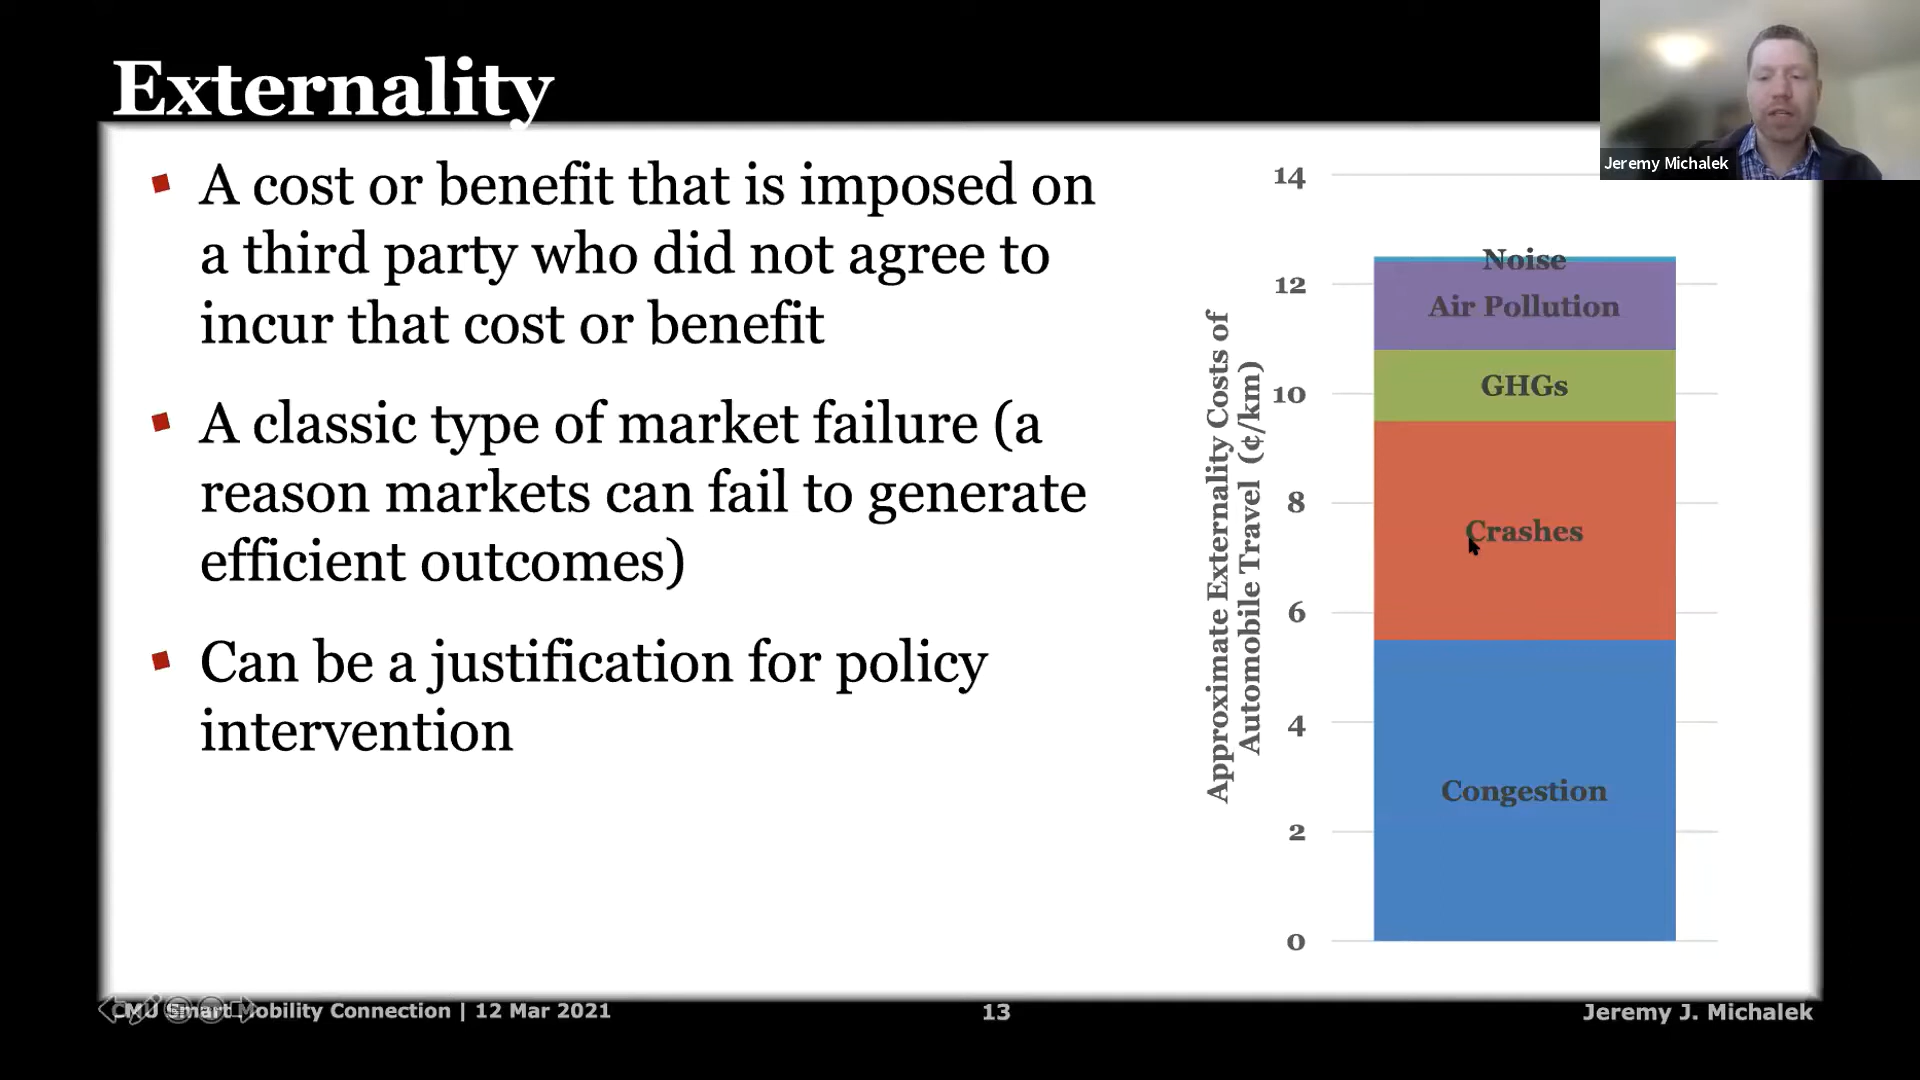 Externality
A cost or benefit that is imposed on
a third party who did not agree to
incur that cost or benefit
A classic type of market failure (a
reason markets can fail to generate
efficient outcomes)
Can be a justification for policy
intervention
Approximate Externality Costs of
Automobile Travel (¢/km)
14
12
10
8
6
4
2
0
Noise
Air Pollution
GHGs
Crashes
Congestion
Jeremy Michalek
CMU Smart Mobility Connection | 12 Mar 2021
13
Jeremy J. Michalek